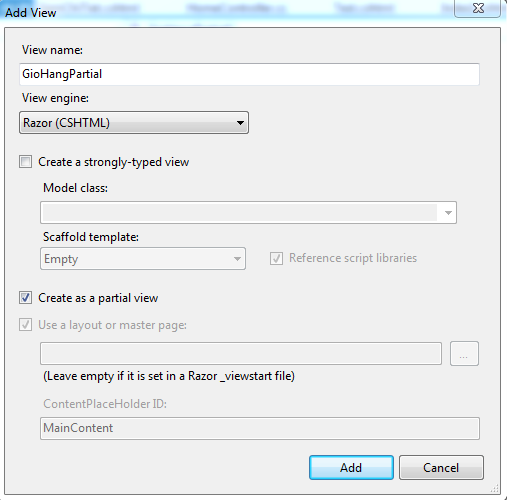 Add View
View name:
GioHangPartial
View engine:
Razor (CSHTML)
Create a strongly-typed view
Model class:
Scaffold template:
Empty
Reference script libraries
Create as a partial view
Use a layout or master page:
...
(Leave empty if it is set in a Razor _viewstart file)
ContentPlaceHolder ID:
MainContent
Add
Cancel